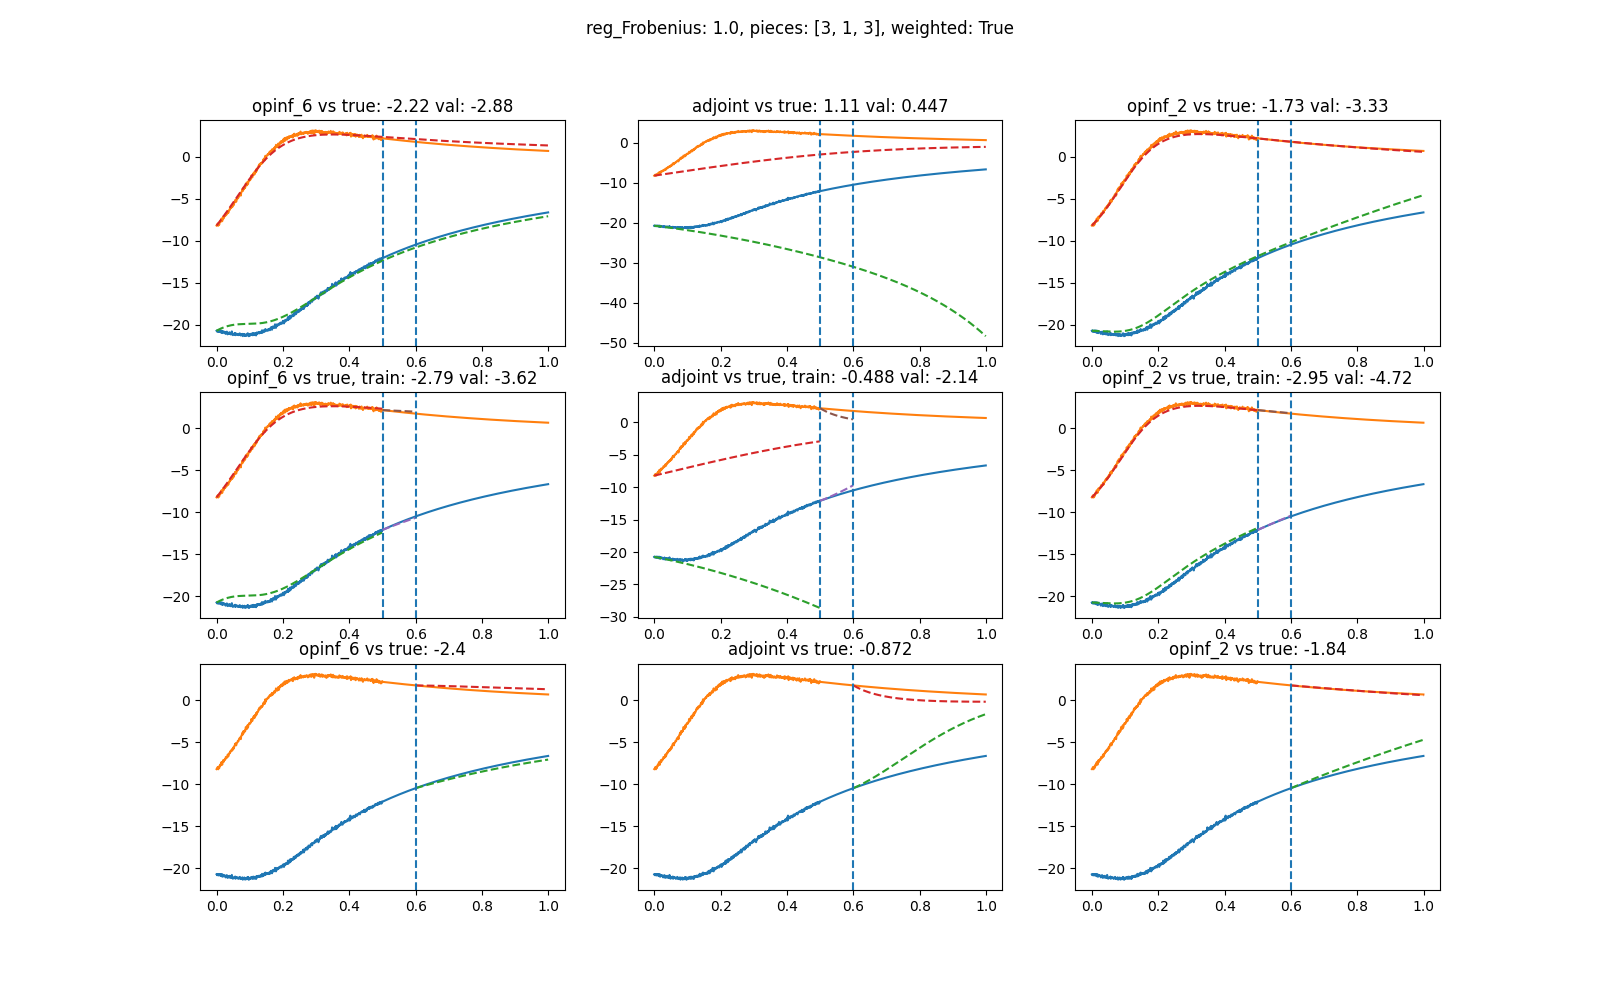 reg_Frobenius: 1.0, pieces: [3, 1, 3], weighted: True
opinf_6 vs true: -2.22 val: -2.88
0
−5
−10
−15
−20
0.0 0.2 0.4 0.6 0.8 1.0
adjoint vs true: 1.11 val: 0.447
0
−10
−20
−30
−40
−50
0.0 0.2 0.4 0.6 0.8 1.0
opinf_2 vs true: -1.73 val: -3.33
0
−5
−10
−15
−20
0.0 0.2 0.4 0.6 0.8 1.0
opinf_6 vs true, train: -2.79 val: -3.62
0
−5
−10
−15
−20
0.0 0.2 0.4 0.6 0.8 1.0
adjoint vs true, train: -0.488 val: -2.14
0
−5
−10
−15
−20
−25
−30
0.0 0.2 0.4 0.6 0.8 1.0
opinf_2 vs true, train: -2.95 val: -4.72
0
−5
−10
−15
−20
0.0 0.2 0.4 0.6 0.8 1.0
opinf_6 vs true: -2.4
0
−5
−10
−15
−20
0.0 0.2 0.4 0.6 0.8 1.0
adjoint vs true: -0.872
0
−5
−10
−15
−20
0.0 0.2 0.4 0.6 0.8 1.0
opinf_2 vs true: -1.84
0
−5
−10
−15
−20
0.0 0.2 0.4 0.6 0.8 1.0